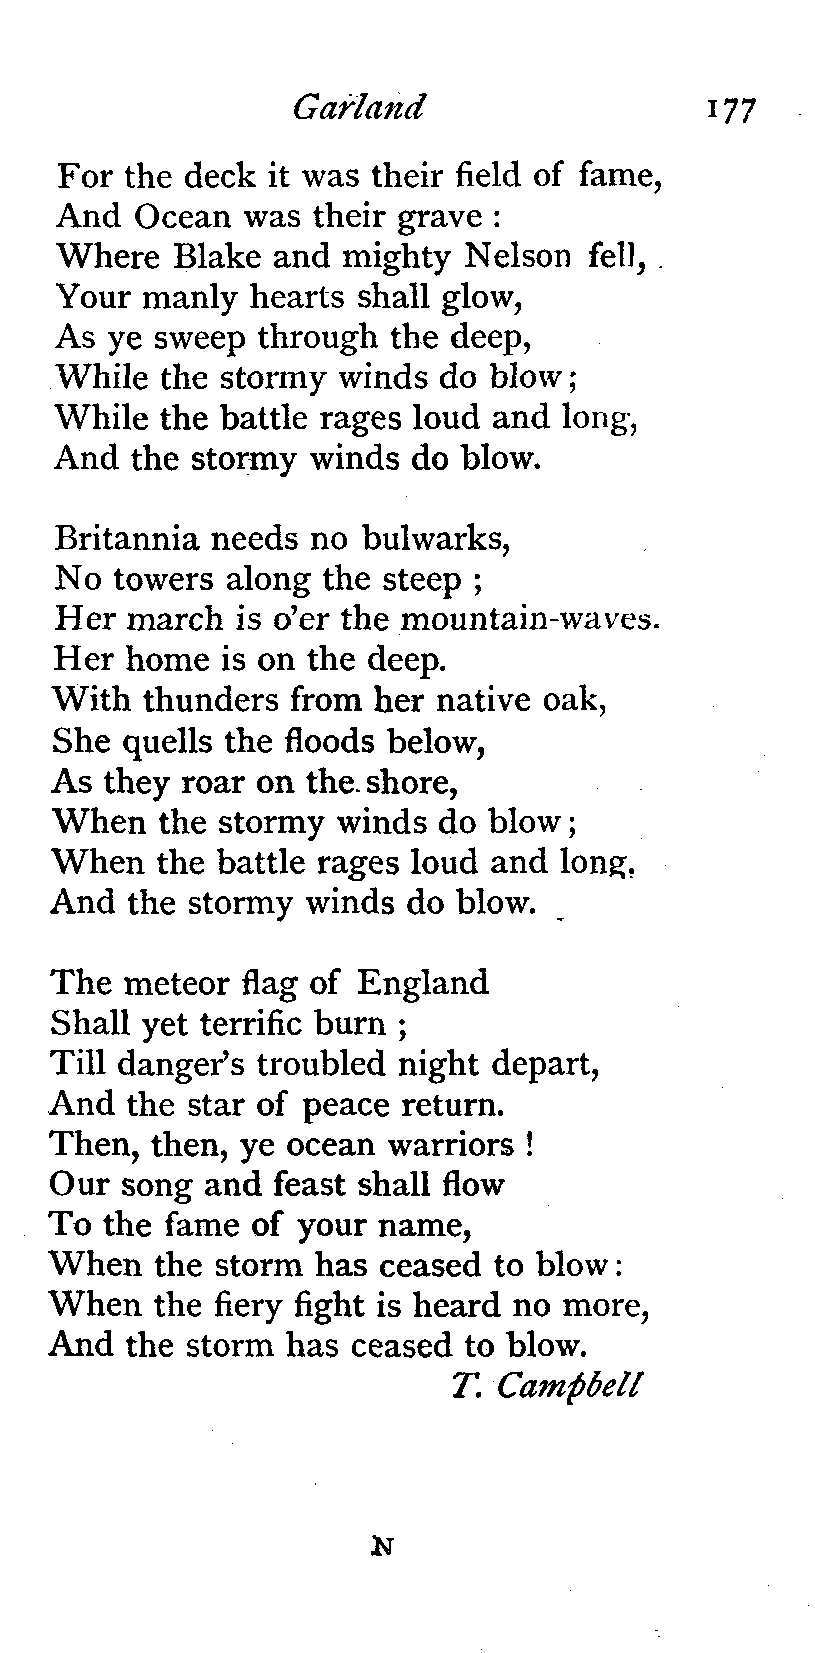 Garland 177
For the deck it was their field of fame,
And Ocean was their grave :
Where Blake and mighty Nelson fell,
Your manly hearts shall glow,
As ye sweep through the deep,
While the stormy winds do blow;
While the battle rages loud and long,
And the stormy winds do blow.

Britannia needs no bulwarks,
No towers along the steep ;
Her march is o'er the mountain-waves.
Her home is on the deep.
With thunders from her native oak,
She quells the floods below,
As they roar on the shore,
When the stormy winds do blow;
When the battle rages loud and long,
And the stormy winds do blow.

The meteor flag of England
Shall yet terrific burn ;
Till danger's troubled night depart,
And the star of peace return.
Then, then, ye ocean warriors !
Our song and feast shall flow
To the fame of your name,
When the storm has ceased to blow:
When the fiery fight is heard no more,
And the storm has ceased to blow.
T. Campbell
N